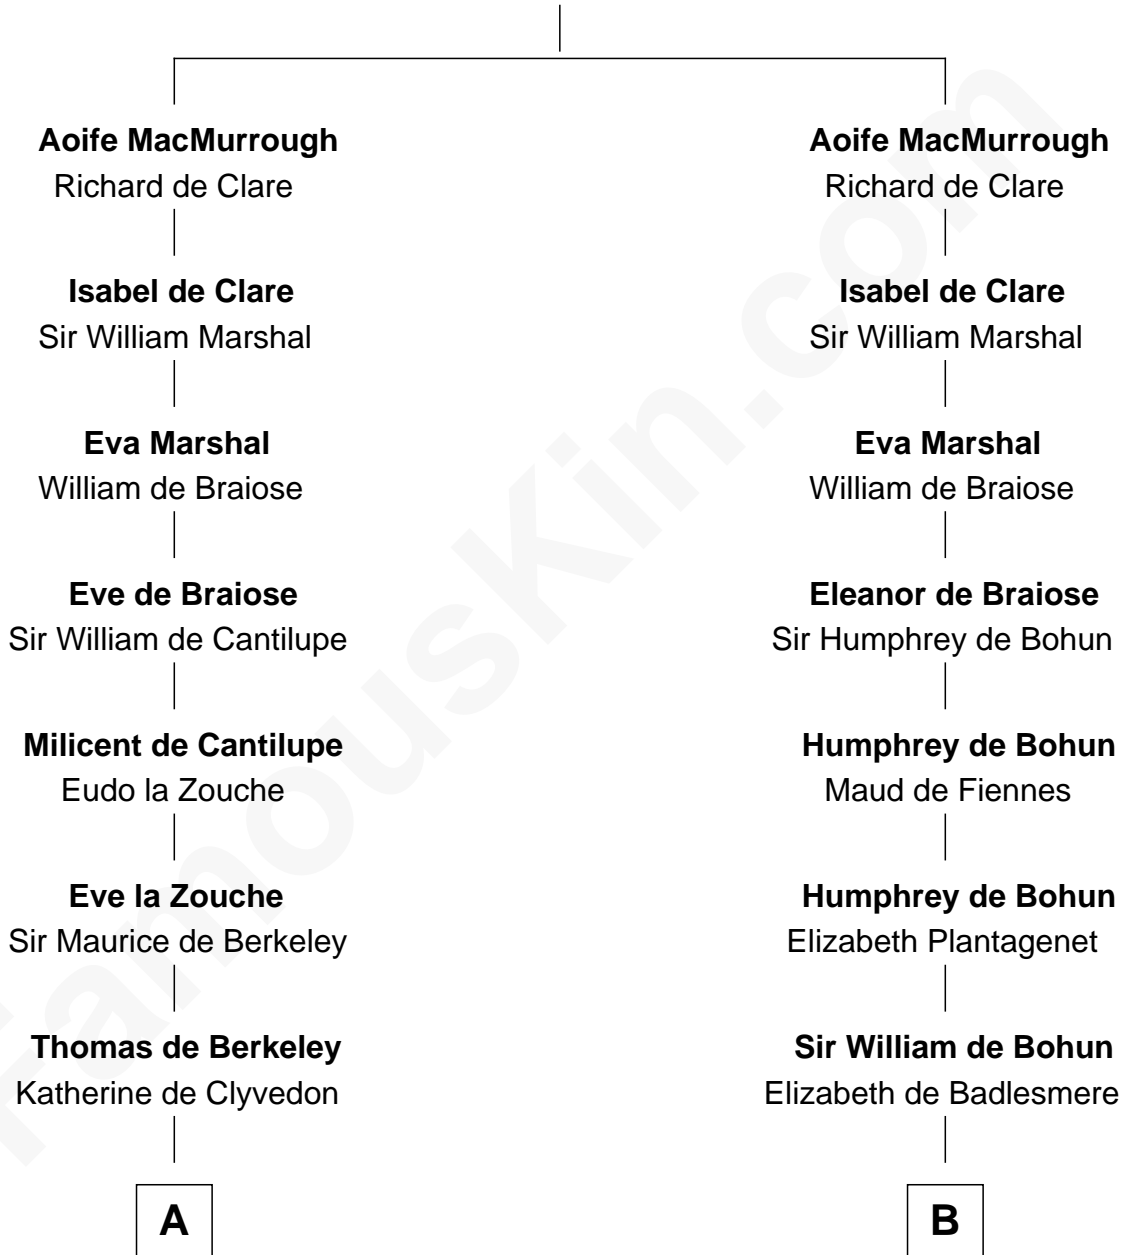 Aoife MacMurrough Aoife MacMurrough
Richard de Clare Richard de Clare
Isabel de Clare Isabel de Clare
Sir William Marshal Sir William Marshal
Eva Marshal Eva Marshal
William de Braiose William de Braiose
Eve de Braiose Eleanor de Braiose
Sir William de Cantilupe Sir Humphrey de Bohun
Milicent de Cantilupe Humphrey de Bohun
Eudo la Zouche Maud de Fiennes
Eve la Zouche Humphrey de Bohun
Sir Maurice de Berkeley Elizabeth Plantagenet
Thomas de Berkeley Sir William de Bohun
Katherine de Clyvedon Elizabeth de Badlesmere
A B
FamousKin.com